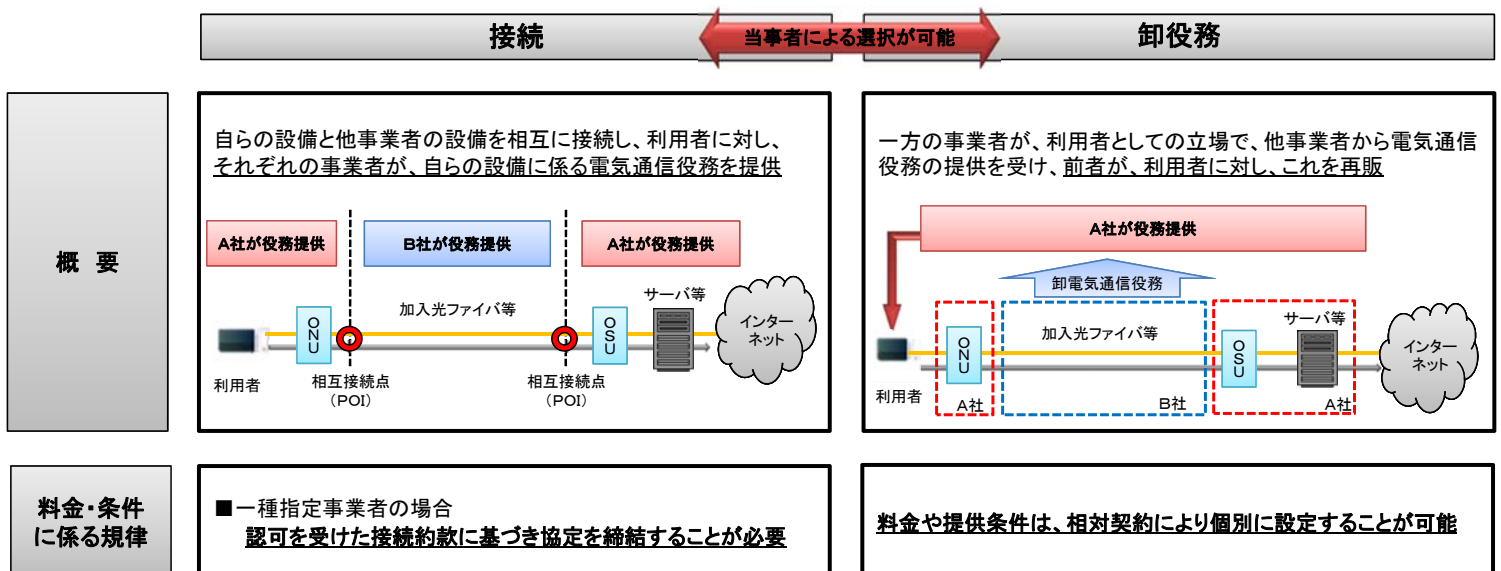 接続
当事者による選択が可能
卸役務
概 要
自らの設備と他事業者の設備を相互に接続し、利用者に対し、
それぞれの事業者が、自らの設備に係る電気通信役務を提供
A社が役務提供
B社が役務提供
A社が役務提供
加入光ファイバ等
サーバ等
ONU
OSU
インター
ネット
利用者
相互接続点
(POI)
相互接続点
(POI)
一方の事業者が、利用者としての立場で、他事業者から電気通信
役務の提供を受け、前者が、利用者に対し、これを再販
A社が役務提供
卸電気通信役務
加入光ファイバ等
サーバ等
ONU
OSU
インター
ネット
利用者
A社
B社
A社
料金・条件
に係る規律
■一種指定事業者の場合
認可を受けた接続約款に基づき協定を締結することが必要
料金や提供条件は、相対契約により個別に設定することが可能